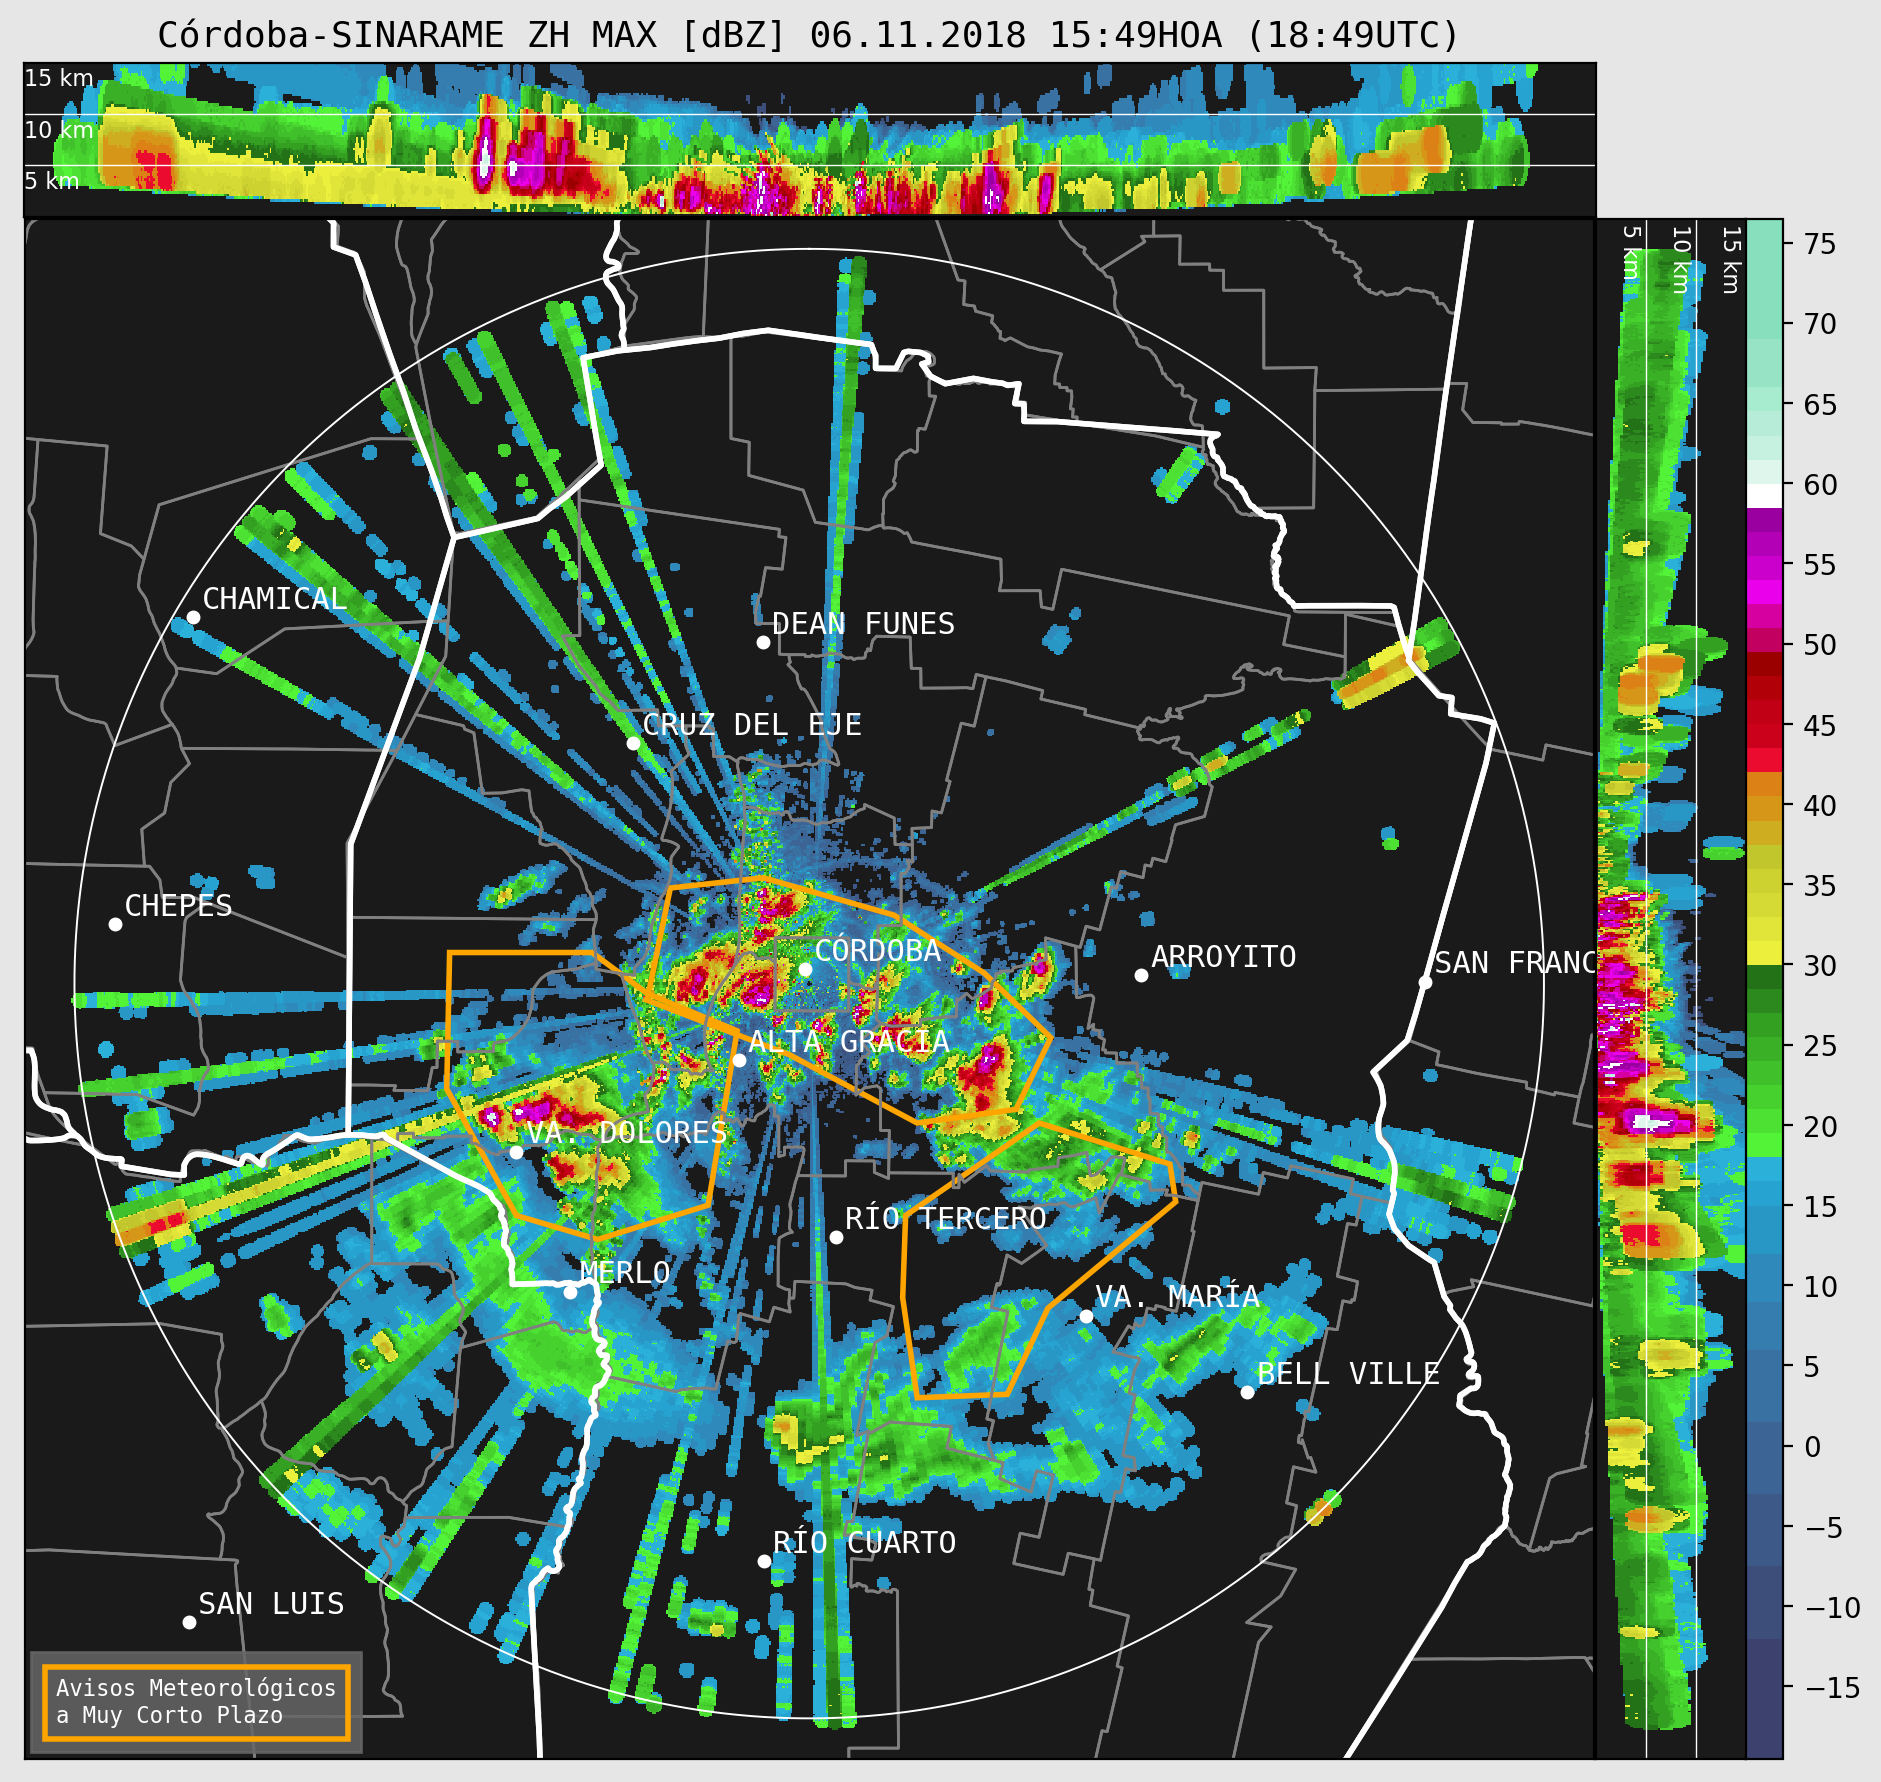 Córdoba-SINARAME ZH MAX [dBZ] 06.11.2018 15:49HOA (18:49UTC)
15 km
10 km
5 km
5 km
10 km
15 km
75
70
65
60
55
50
45
40
35
30
25
20
15
10
5
0
−5
−10
−15
CHAMICAL
DEAN FUNES
CRUZ DEL EJE
CHEPES
CÓRDOBA
ARROYITO
SAN FRANC
ALTA GRACIA
VA. DOLORES
RÍO TERCERO
MERLO
VA. MARÍA
BELL VILLE
RÍO CUARTO
SAN LUIS
Avisos Meteorológicos
a Muy Corto Plazo